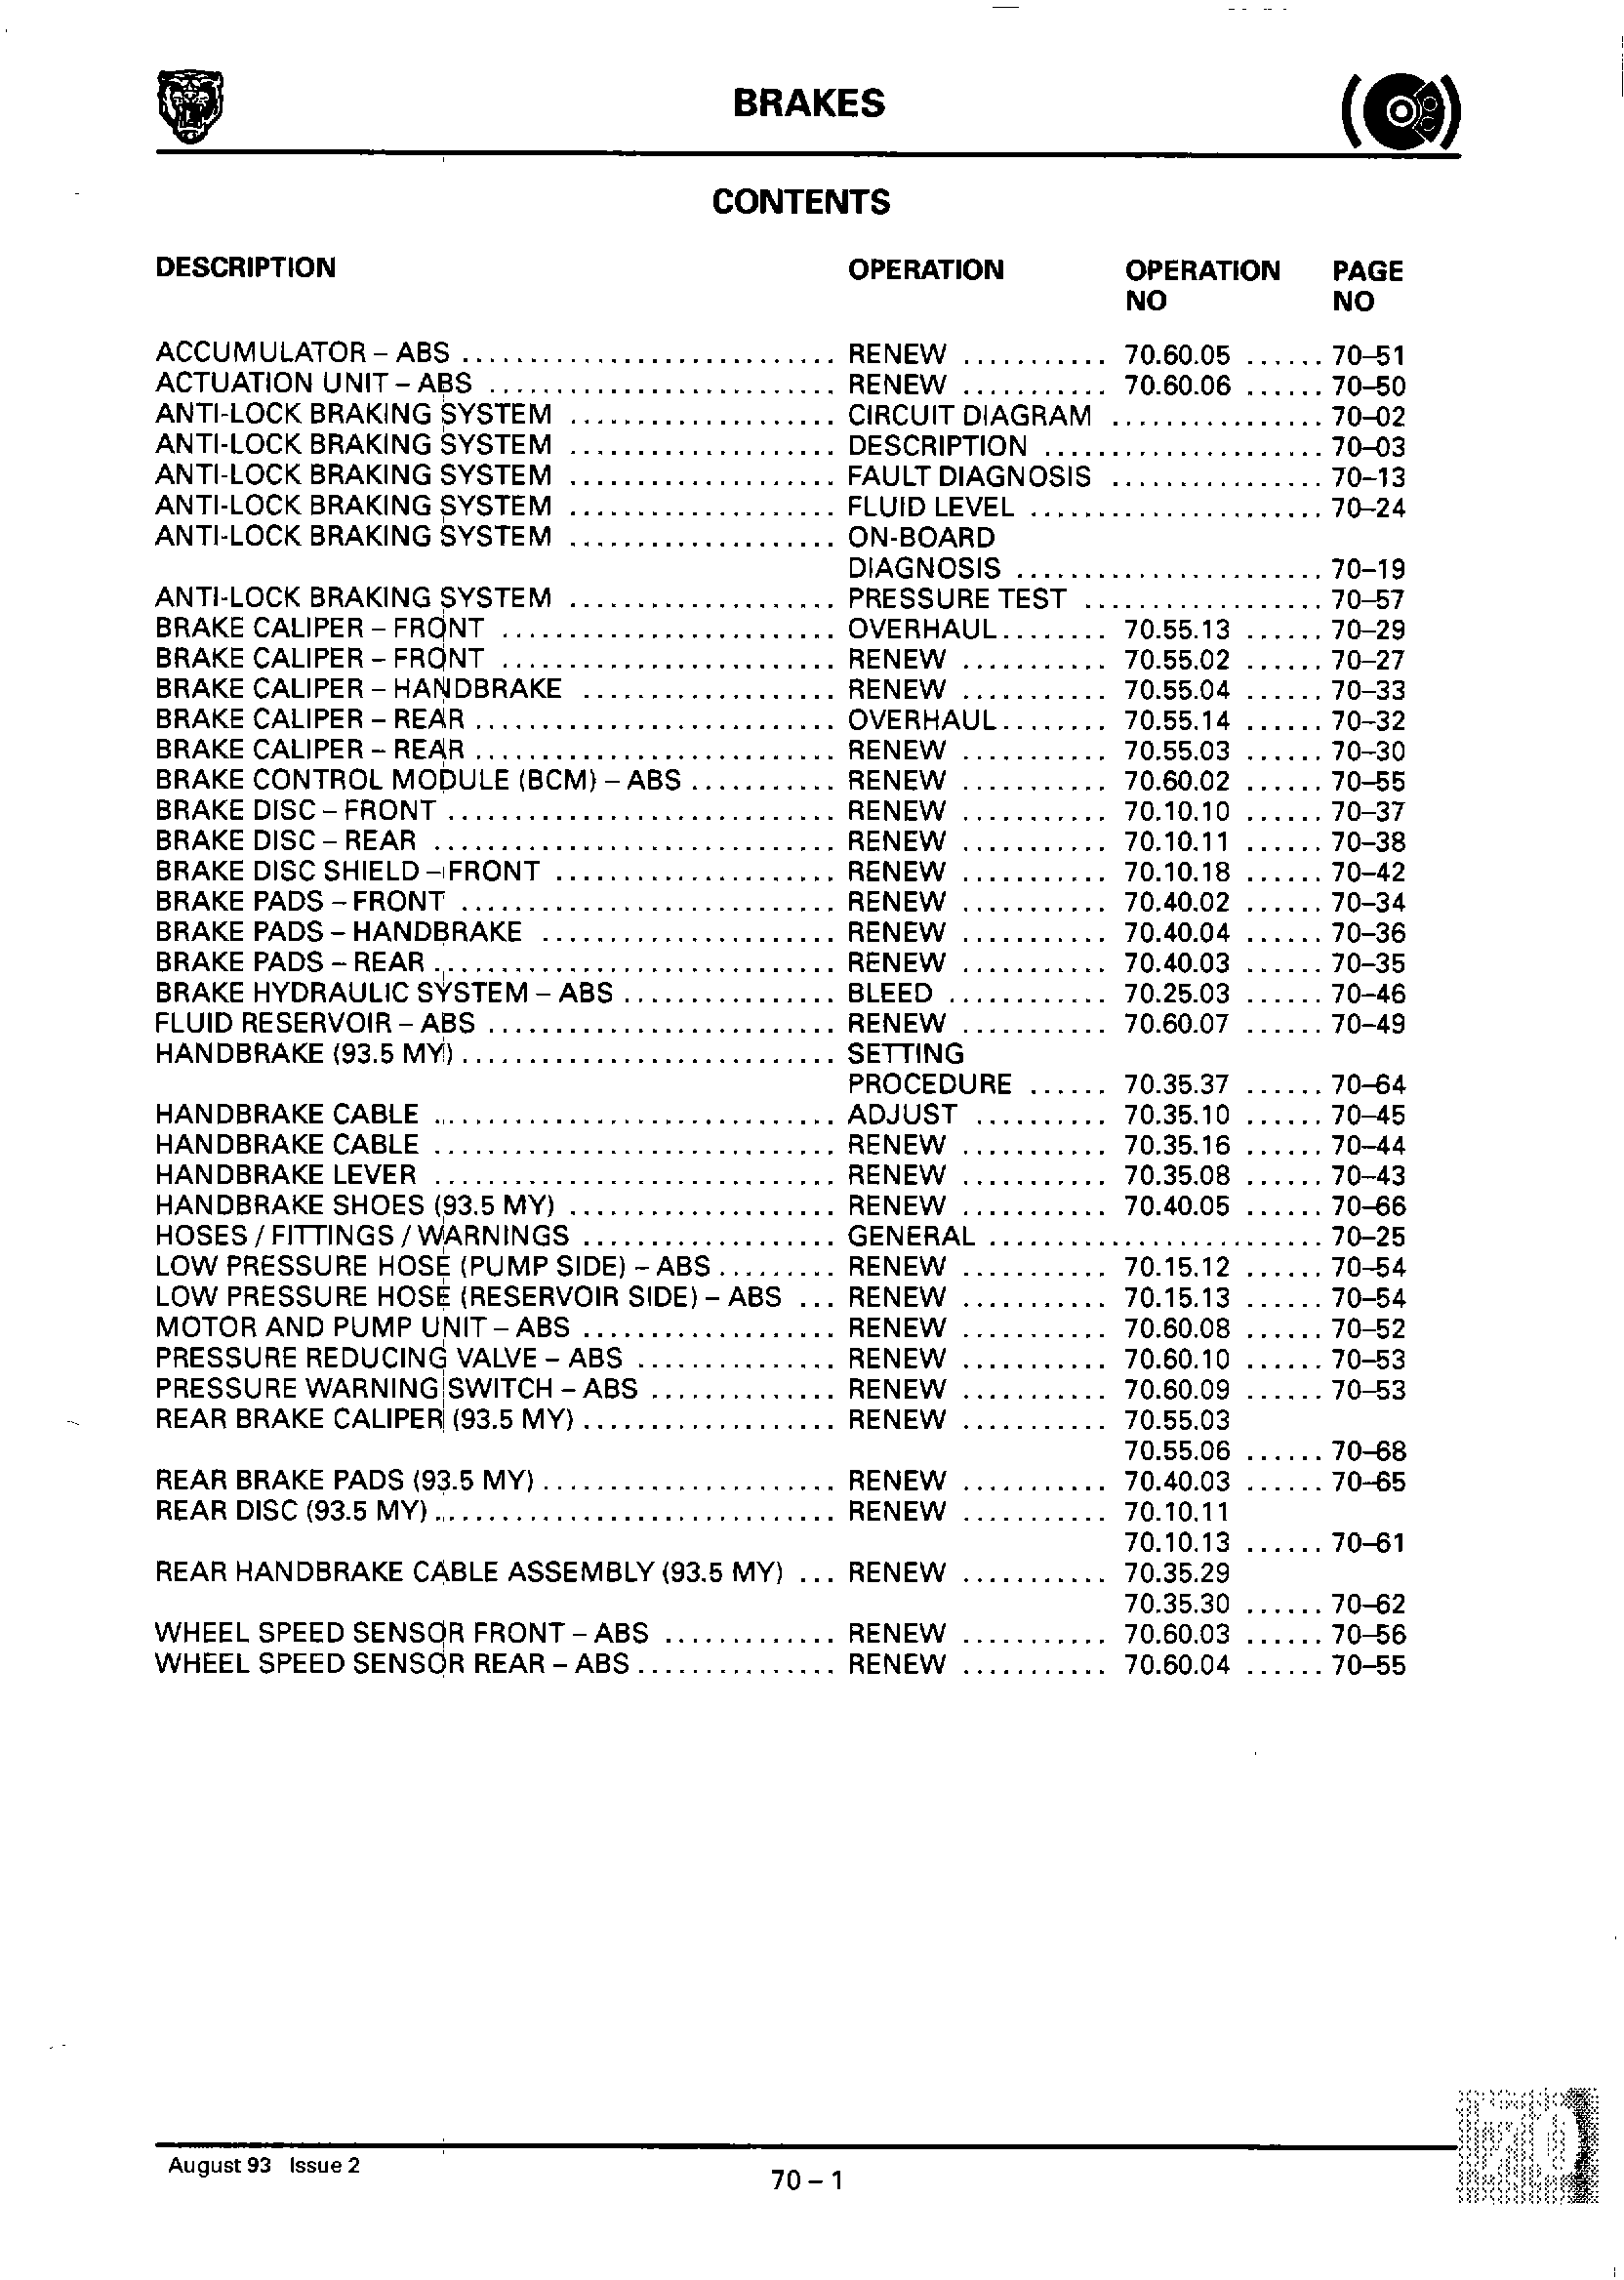 BRAKES
CONTENTS
DESCRIPTION OPERATION OPERATION PAGE
NO NO
ACCUMULATOR – ABS ............................ RENEW ........... 70.60.05 ...... 70–51
ACTUATION UNIT – ABS .......................... RENEW ........... 70.60.06 ...... 70–50
ANTI-LOCK BRAKING SYSTEM .................... CIRCUIT DIAGRAM ................ 70–02
ANTI-LOCK BRAKING SYSTEM .................... DESCRIPTION ..................... 70–03
ANTI-LOCK BRAKING SYSTEM .................... FAULT DIAGNOSIS ................ 70–13
ANTI-LOCK BRAKING SYSTEM .................... FLUID LEVEL ...................... 70–24
ANTI-LOCK BRAKING SYSTEM .................... ON-BOARD
DIAGNOSIS ....................... 70–19
ANTI-LOCK BRAKING SYSTEM .................... PRESSURE TEST .................. 70–57
BRAKE CALIPER – FRONT ......................... OVERHAUL........ 70.55.13 ...... 70–29
BRAKE CALIPER – FRONT ......................... RENEW ........... 70.55.02 ...... 70–27
BRAKE CALIPER – HANDBRAKE ................... RENEW ........... 70.55.04 ...... 70–33
BRAKE CALIPER – REAR ........................... OVERHAUL........ 70.55.14 ...... 70–32
BRAKE CALIPER – REAR ........................... RENEW ........... 70.55.03 ...... 70–30
BRAKE CONTROL MODULE (BCM) – ABS ........... RENEW ........... 70.60.02 ...... 70–55
BRAKE DISC – FRONT ............................. RENEW ........... 70.10.10 ...... 70–37
BRAKE DISC – REAR .............................. RENEW ........... 70.10.11 ...... 70–38
BRAKE DISC SHIELD – FRONT ..................... RENEW ........... 70.10.18 ...... 70–42
BRAKE PADS – FRONT ............................ RENEW ........... 70.40.02 ...... 70–34
BRAKE PADS – HANDBRAKE ...................... RENEW ........... 70.40.04 ...... 70–36
BRAKE PADS – REAR .............................. RENEW ........... 70.40.03 ...... 70–35
BRAKE HYDRAULIC SYSTEM – ABS ................ BLEED ............ 70.25.03 ...... 70–46
FLUID RESERVOIR – ABS .......................... RENEW ........... 70.60.07 ...... 70–49
HANDBRAKE (93.5 MY) ............................ SETTING
PROCEDURE ...... 70.35.37 ...... 70–64
HANDBRAKE CABLE .............................. ADJUST .......... 70.35.10 ...... 70–45
HANDBRAKE CABLE .............................. RENEW ........... 70.35.16 ...... 70–44
HANDBRAKE LEVER .............................. RENEW ........... 70.35.08 ...... 70–43
HANDBRAKE SHOES (93.5 MY) .................... RENEW ........... 70.40.05 ...... 70–66
HOSES / FITTINGS / WARNINGS ................... GENERAL ......................... 70–25
LOW PRESSURE HOSE (PUMP SIDE) – ABS ......... RENEW ........... 70.15.12 ...... 70–54
LOW PRESSURE HOSE (RESERVOIR SIDE) – ABS ... RENEW ........... 70.15.13 ...... 70–54
MOTOR AND PUMP UNIT – ABS ................... RENEW ........... 70.60.08 ...... 70–52
PRESSURE REDUCING VALVE – ABS ............... RENEW ........... 70.60.10 ...... 70–53
PRESSURE WARNING SWITCH – ABS .............. RENEW ........... 70.60.09 ...... 70–53
REAR BRAKE CALIPER (93.5 MY) ................... RENEW ........... 70.55.03
70.55.06 ...... 70–68
REAR BRAKE PADS (93.5 MY) ...................... RENEW ........... 70.40.03 ...... 70–65
REAR DISC (93.5 MY) .............................. RENEW ........... 70.10.11
70.10.13 ...... 70–61
REAR HANDBRAKE CABLE ASSEMBLY (93.5 MY) ... RENEW ........... 70.35.29
70.35.30 ...... 70–62
WHEEL SPEED SENSOR FRONT – ABS ............. RENEW ........... 70.60.03 ...... 70–56
WHEEL SPEED SENSOR REAR – ABS ............... RENEW ........... 70.60.04 ...... 70–55
August 93 Issue 2
70 – 1
70